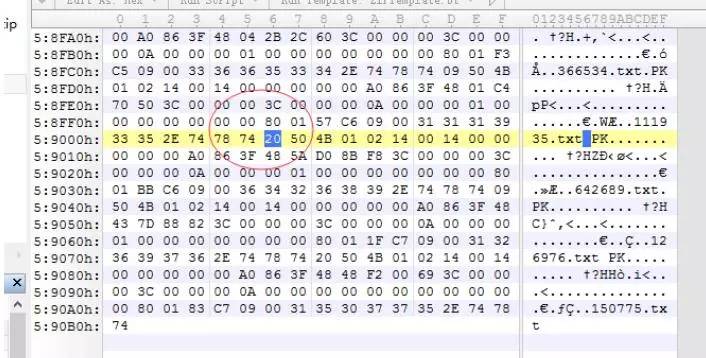 Edit As: Hex Run Script Run Template: ZIPTemplate.bt
tip
0 1 2 3 4 5 6 7 8 9 A B C D E F 0123456789ABCDEF
5:8FA0h: 00 A0 86 3F 48 04 2B 2C 60 3C 00 00 00 3C 00 00 . †?H.+,`<...<..
5:8FB0h: 00 0A 00 00 00 01 00 00 00 00 00 00 80 01 F3 ............€.ó
5:8FC0h: C5 09 00 33 36 36 35 33 34 2E 74 78 74 09 50 4B Å..366534.txt.PK
5:8FD0h: 01 02 14 00 14 00 00 00 00 00 A0 86 3F 48 01 C4 .......... †?H.Ä
5:8FE0h: 70 50 3C 00 00 00 3C 00 00 00 0A 00 00 00 01 00 pP<...<.........
5:8FF0h: 00 00 00 00 00 80 01 57 C6 09 00 31 31 31 39 .......€.WÆ..1119
5:9000h: 33 35 2E 74 78 74 20 50 4B 01 02 14 00 14 00 00 35.txt PK.......
5:9010h: 00 00 00 A0 86 3F 48 5A D0 8B F8 3C 00 00 00 3C ... †?HZÐ‹ø<...<
5:9020h: 00 00 00 0A 00 00 00 01 00 00 00 00 00 00 00 80 ...............€
5:9030h: 01 BB C6 09 00 36 34 32 36 38 39 2E 74 78 74 09 .»Æ..642689.txt.
5:9040h: 50 4B 01 02 14 00 14 00 00 00 00 00 A0 86 3F 48 PK.......... †?H
5:9050h: 43 7D 88 82 3C 00 00 00 3C 00 00 00 0A 00 00 00 C}ˆ‚<...<.......
5:9060h: 01 00 00 00 00 00 00 00 80 01 1F C7 09 00 31 32 ........€..Ç..12
5:9070h: 36 39 37 36 2E 74 78 74 20 50 4B 01 02 14 00 14 6976.txt PK.....
5:9080h: 00 00 00 00 00 A0 86 3F 48 48 F2 00 69 3C 00 00 ..... †?HHò.i<..
5:9090h: 00 3C 00 00 00 0A 00 00 00 01 00 00 00 00 00 00 .<..............
5:90A0h: 00 80 01 83 C7 09 00 31 35 30 37 37 35 2E 74 78 .€.ƒÇ..150775.tx
5:90B0h: 74 t